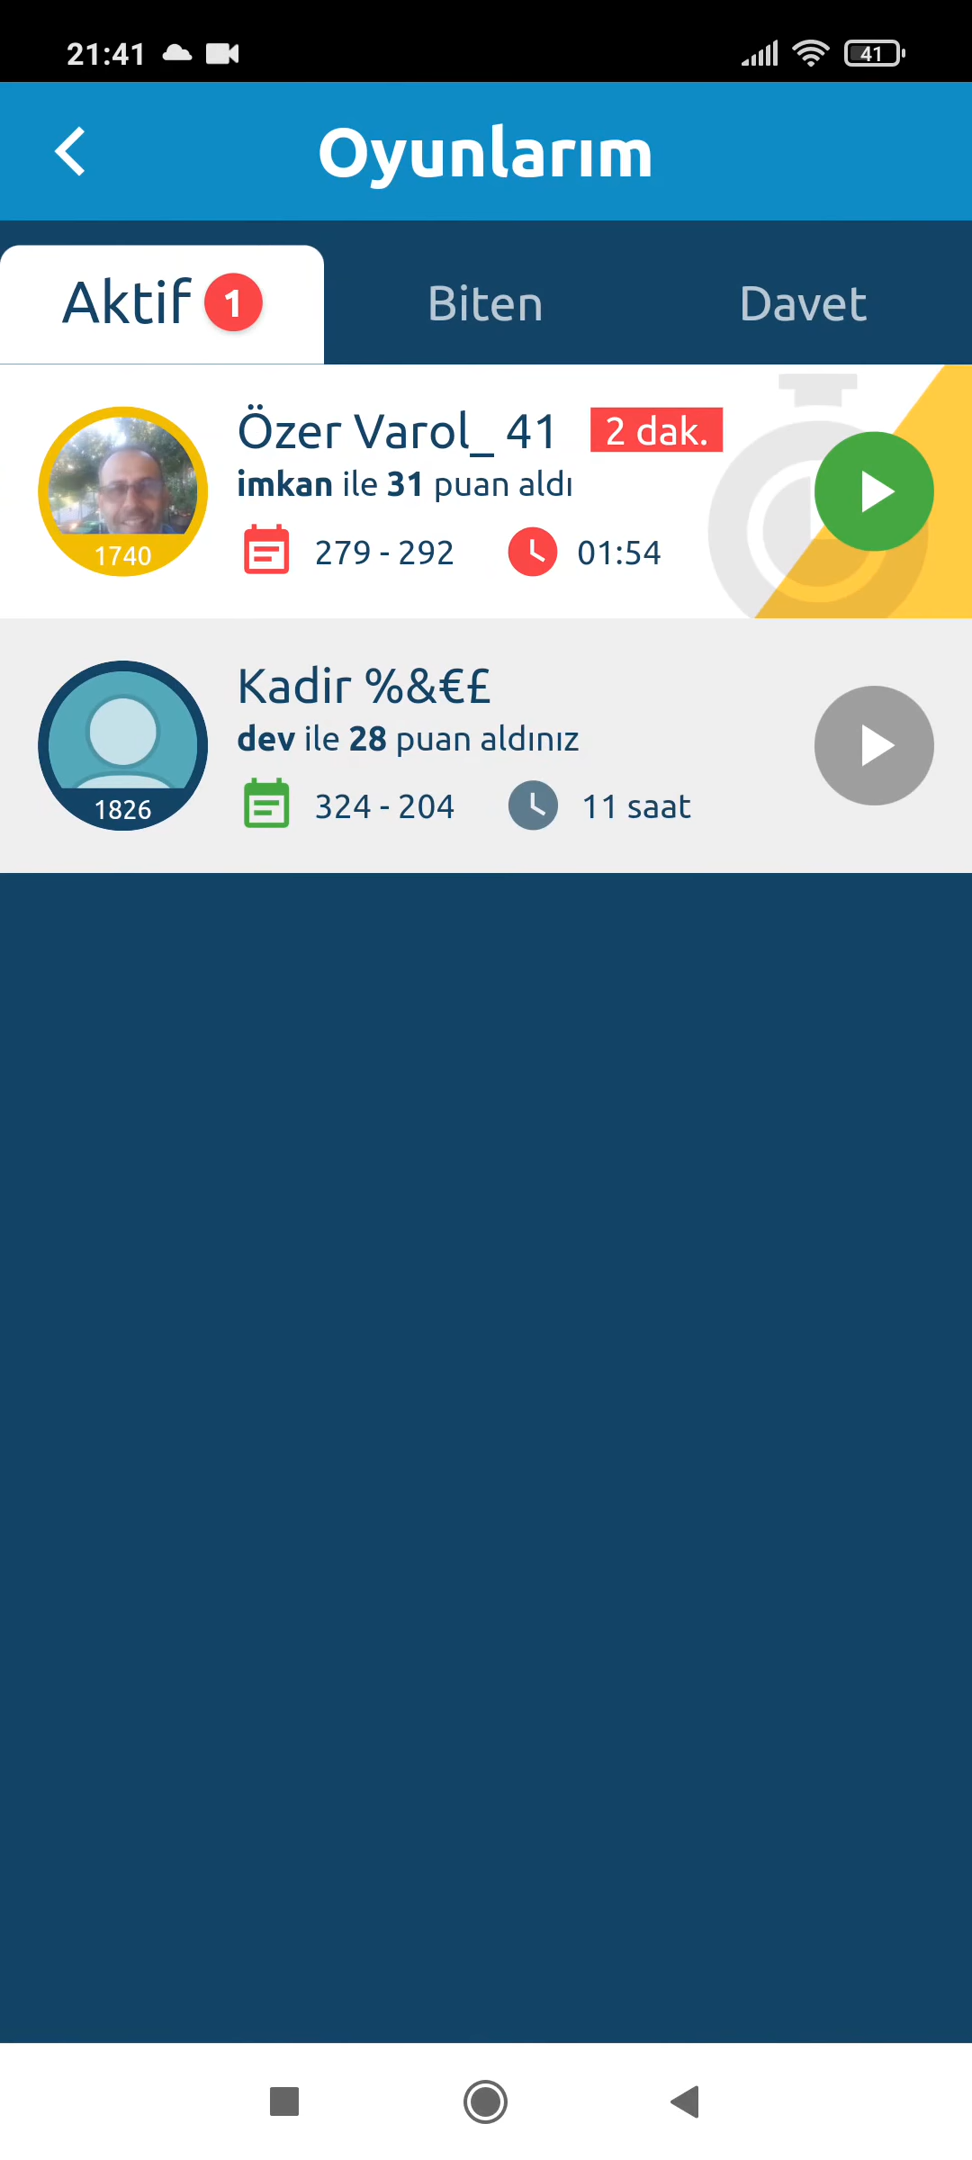 21:41
41
Oyunlarım
Aktif 1
Biten
Davet
Özer Varol_ 41 2 dak.
imkan ile 31 puan aldı
1740
279 - 292 01:54
Kadir %&€£
dev ile 28 puan aldınız
1826
324 - 204 11 saat